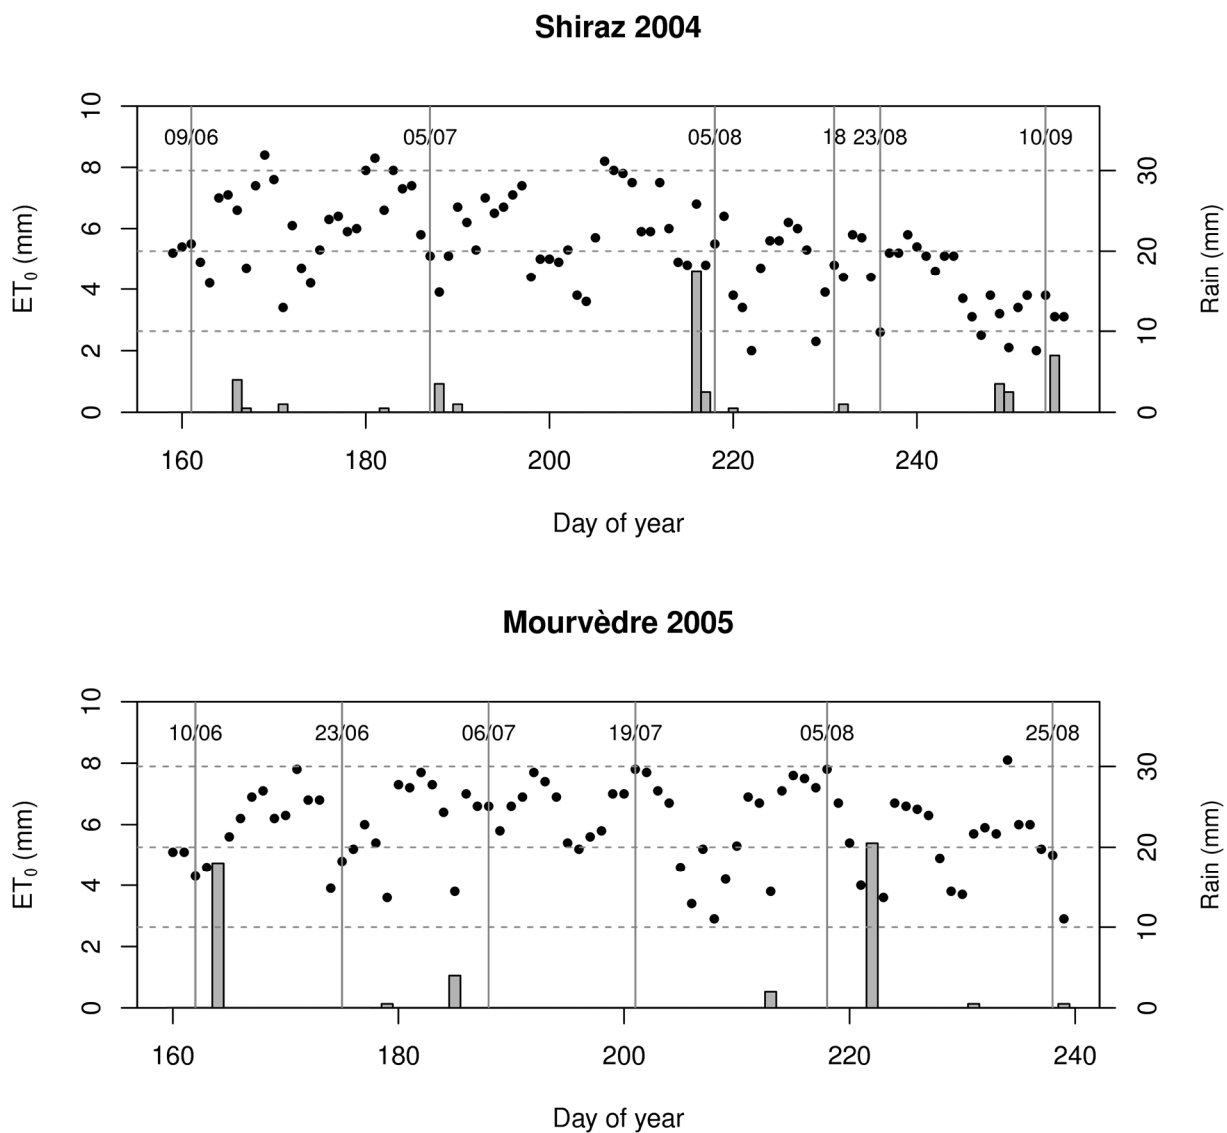 Shiraz 2004
10
09/06 05/07 05/08 18 23/08 10/09
8 30
6 20
4
10
2
0 0
ET0 (mm)
Rain (mm)
160 180 200 220 240
Day of year
Mourvèdre 2005
10
10/06 23/06 06/07 19/07 05/08 25/08
8 30
6 20
4
10
2
0 0
ET0 (mm)
Rain (mm)
160 180 200 220 240
Day of year